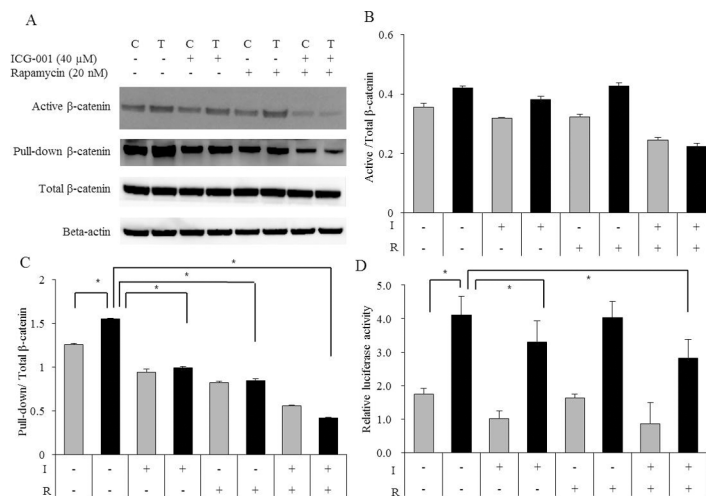 A
C T C T C T C T
ICG-001 (40 µM) - - + + - - + +
Rapamycin (20 nM) - - - - + + + +
Active β-catenin
Pull-down β-catenin
Total β-catenin
Beta-actin
B
Active /Total β-catenin
0.6
0.4
0.2
0
I - - + + - - + +
R - - - - + + + +
C
Pull-down/ Total β-catenin
2
1.5
1
0.5
0
* * * *
I - - + + - - + +
R - - - - + + + +
D
Relative luciferase activity
5.0
4.0
3.0
2.0
1.0
0.0
* * *
I - - + + - - + +
R - - - - + + + +